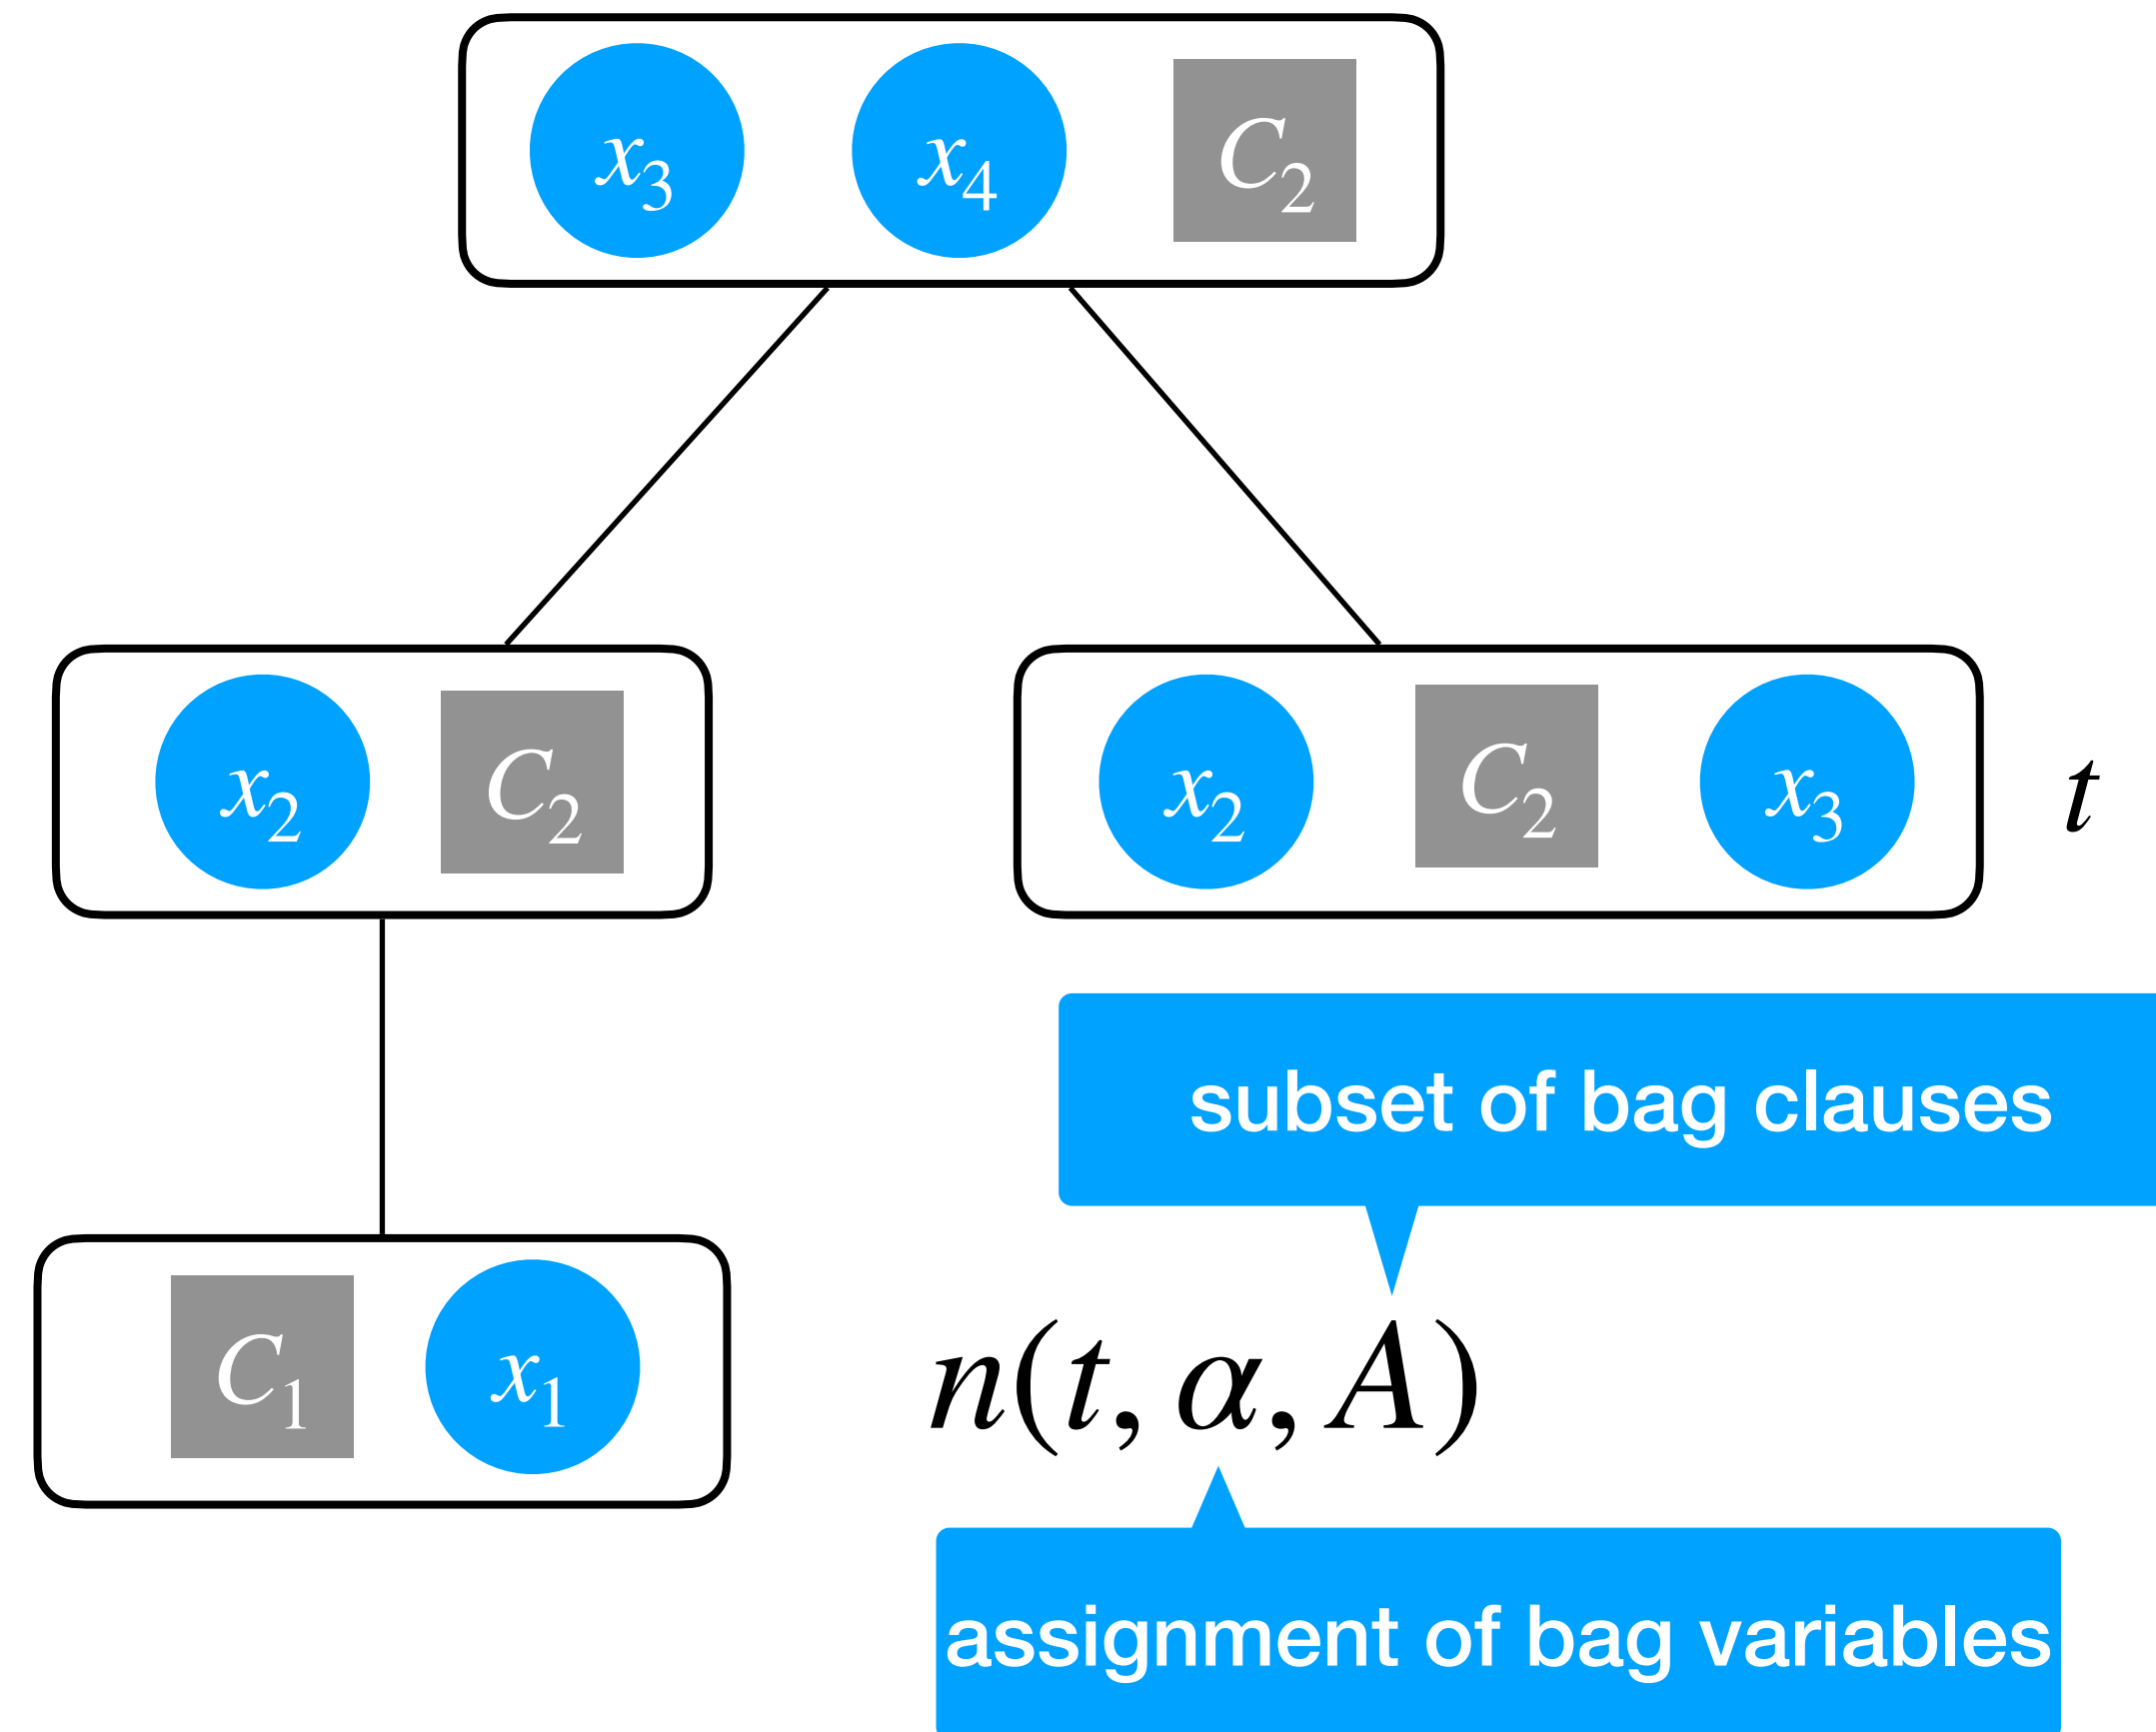 x₃ x₄ C₂
x₂ C₂
x₂ C₂ x₃ t
subset of bag clauses
C₁ x₁
n(t, α, A)
assignment of bag variables